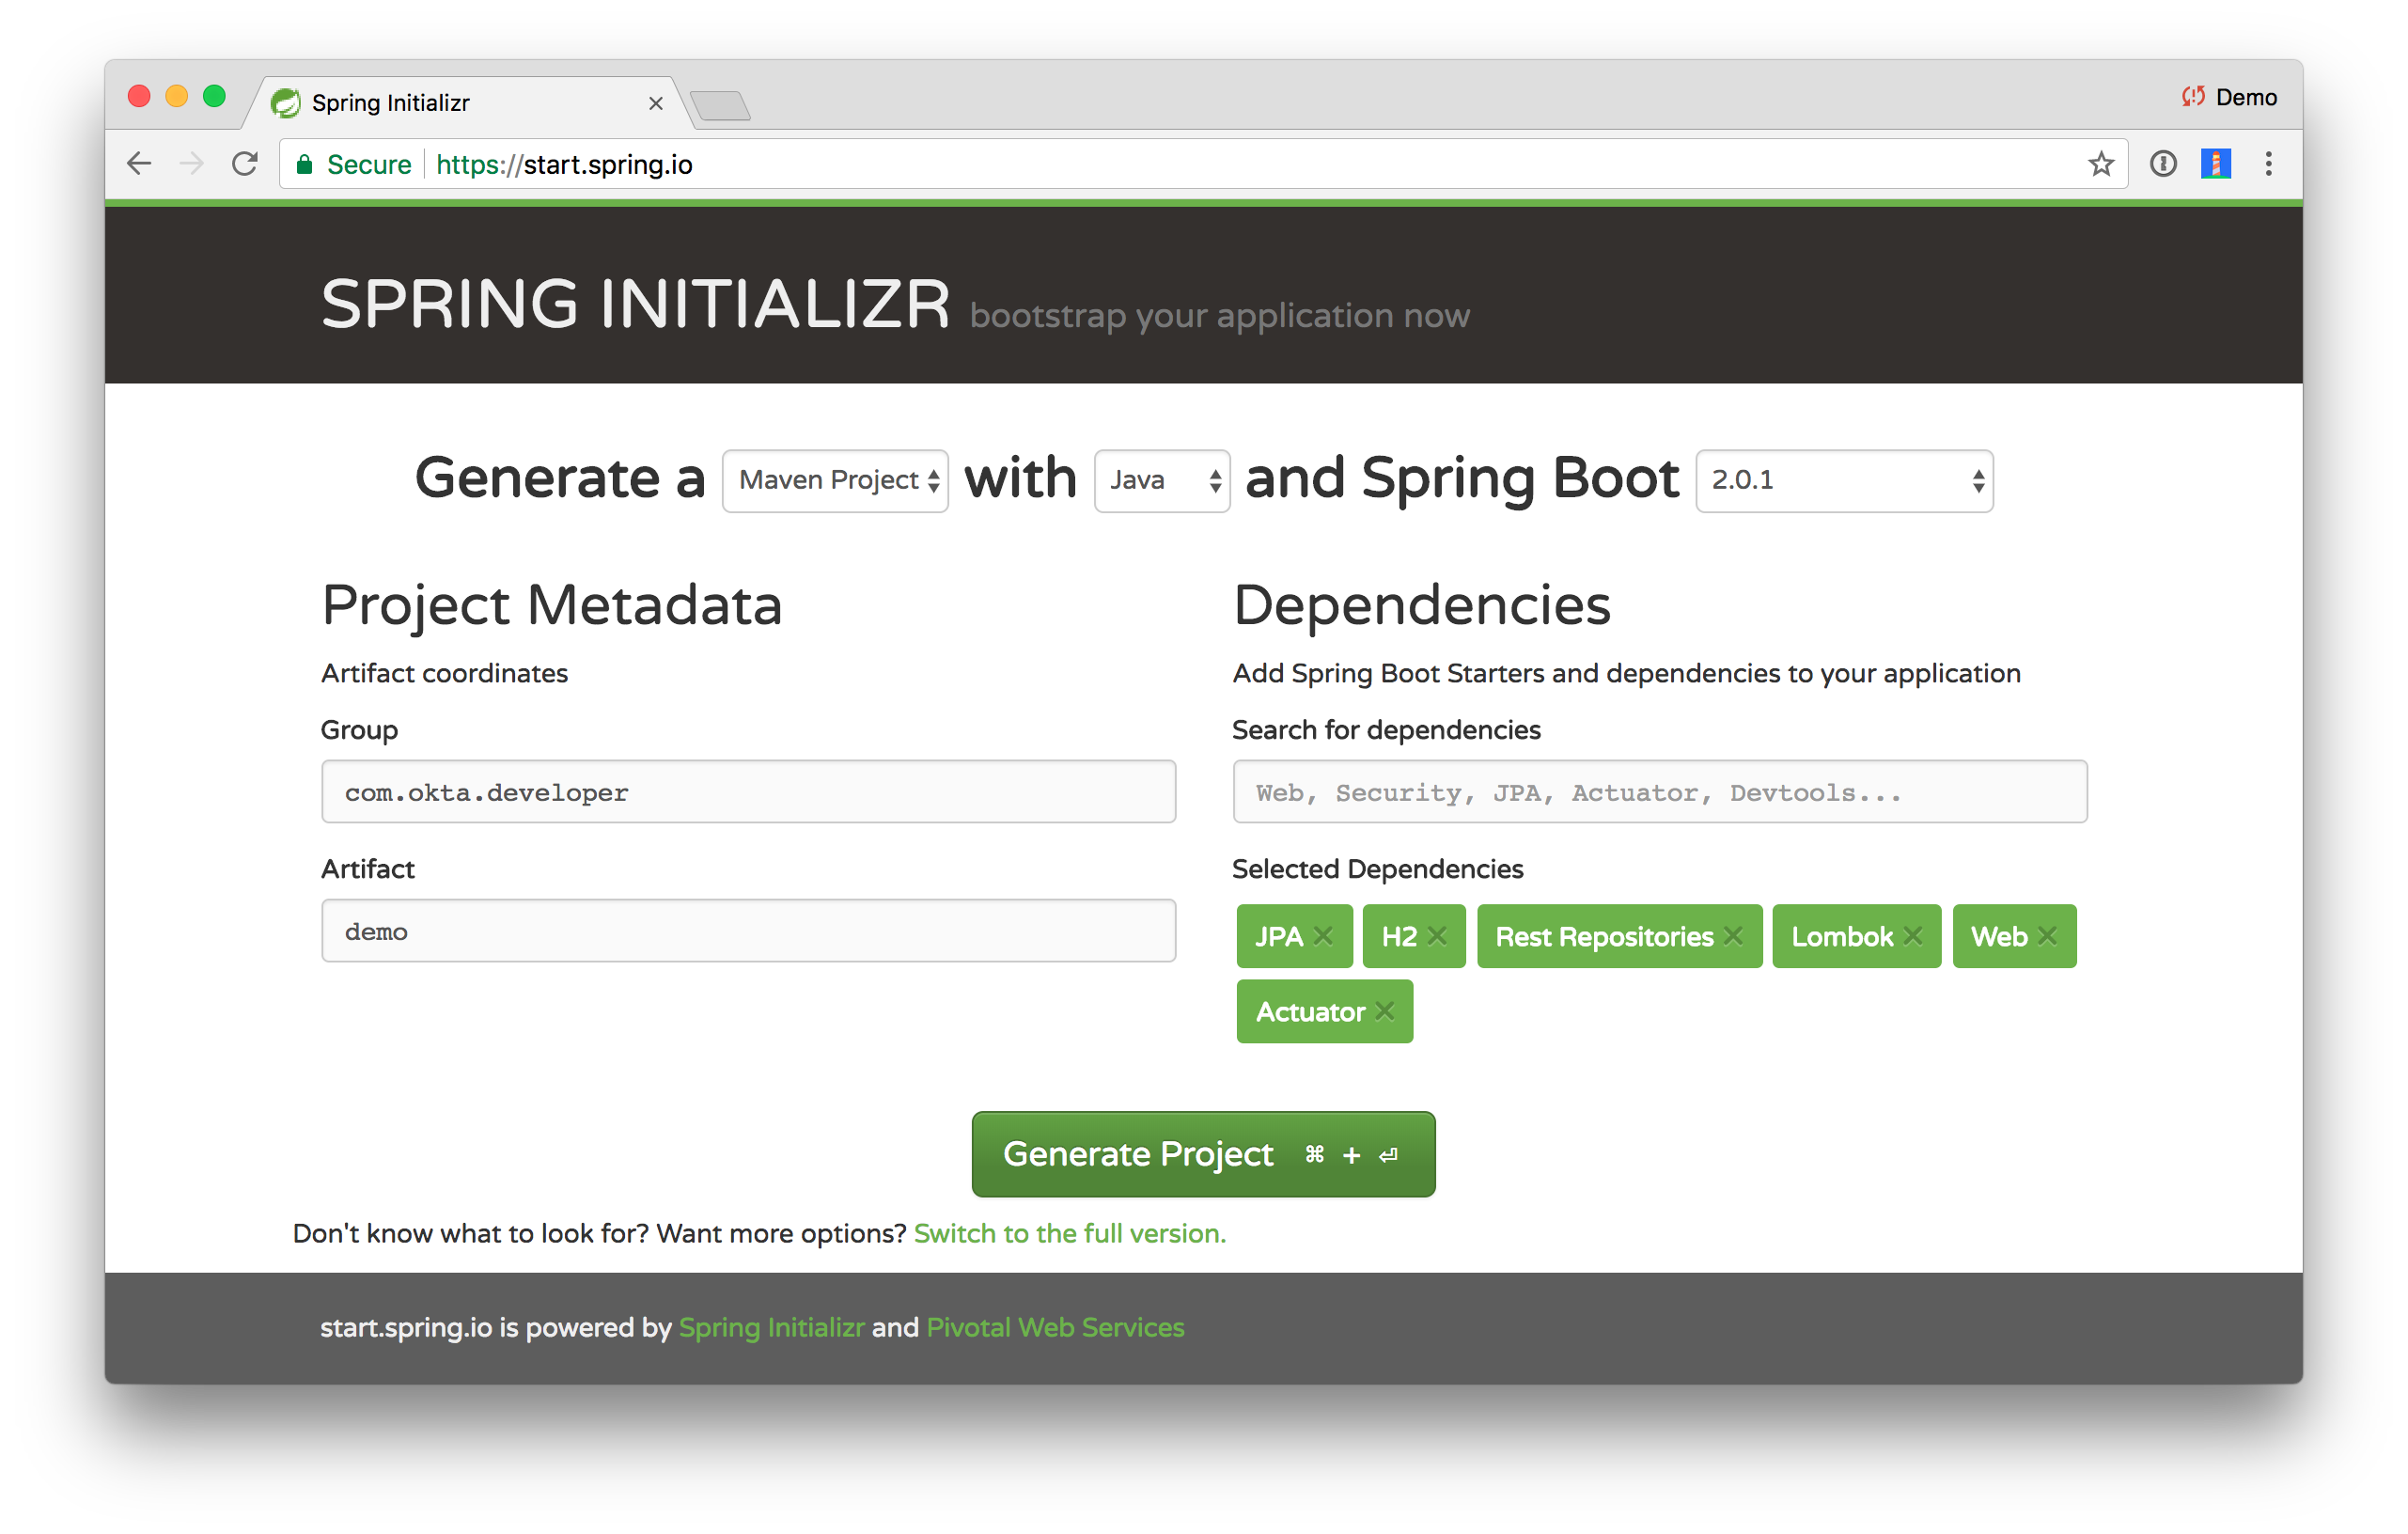 Spring Initializr
Demo
Secure https://start.spring.io
SPRING INITIALIZR bootstrap your application now
Generate a Maven Project with Java and Spring Boot 2.0.1
Project Metadata
Artifact coordinates
Group
com.okta.developer
Artifact
demo
Dependencies
Add Spring Boot Starters and dependencies to your application
Search for dependencies
Web, Security, JPA, Actuator, Devtools...
Selected Dependencies
JPA H2 Rest Repositories Lombok Web
Actuator
Generate Project ⌘ + ⏎
Don't know what to look for? Want more options? Switch to the full version.
start.spring.io is powered by Spring Initializr and Pivotal Web Services